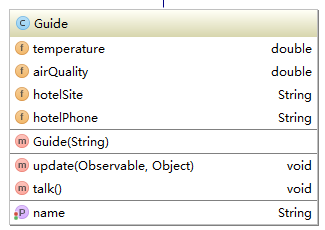 C Guide
f temperature double
f airQuality double
f hotelSite String
f hotelPhone String
m Guide(String)
m update(Observable, Object) void
m talk() void
P name String